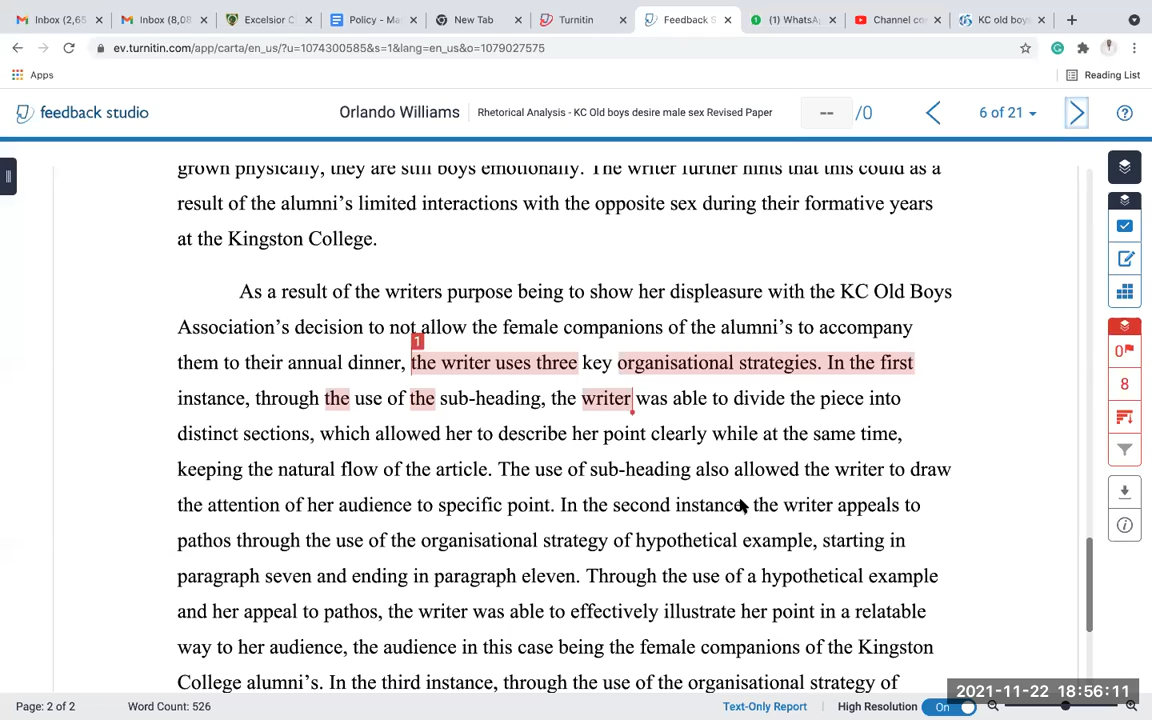 Inbox (2,65
Inbox (8,08
Excelsior C
Policy - Ma
New Tab
Turnitin
Feedback S
(1) WhatsA
Channel co
KC old boy
ev.turnitin.com/app/carta/en_us/?u=1074300585&s=1&lang=en_us&o=1079027575
Apps
Reading List
feedback studio
Orlando Williams
Rhetorical Analysis - KC Old boys desire male sex Revised Paper
-- /0
6 of 21
grown physically, they are still boys emotionally. The writer further hints that this could as a
result of the alumni's limited interactions with the opposite sex during their formative years
at the Kingston College.
As a result of the writers purpose being to show her displeasure with the KC Old Boys
Association's decision to not allow the female companions of the alumni's to accompany
1
them to their annual dinner, the writer uses three key organisational strategies. In the first
instance, through the use of the sub-heading, the writer was able to divide the piece into
distinct sections, which allowed her to describe her point clearly while at the same time,
keeping the natural flow of the article. The use of sub-heading also allowed the writer to draw
the attention of her audience to specific point. In the second instance, the writer appeals to
pathos through the use of the organisational strategy of hypothetical example, starting in
paragraph seven and ending in paragraph eleven. Through the use of a hypothetical example
and her appeal to pathos, the writer was able to effectively illustrate her point in a relatable
way to her audience, the audience in this case being the female companions of the Kingston
College alumni's. In the third instance, through the use of the organisational strategy of
0
8
Page: 2 of 2
Word Count: 526
Text-Only Report
High Resolution
On
2021-11-22 18:56:11